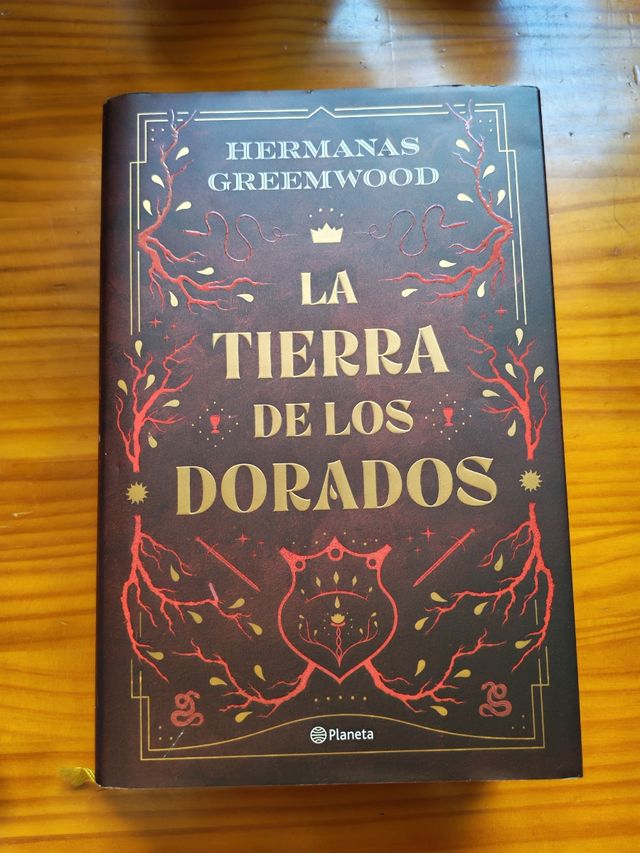 HERMANAS
GREEMWOOD
LA
TIERRA
DE LOS
DORADOS
Planeta